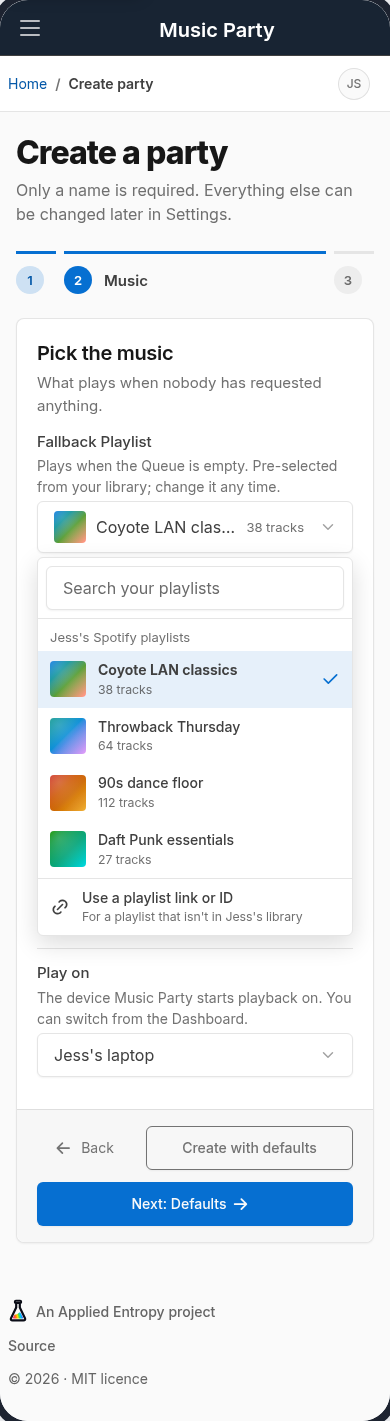 Music Party
Home / Create party
JS
Create a party
Only a name is required. Everything else can
be changed later in Settings.
1
2
Music
3
Pick the music
What plays when nobody has requested
anything.
Fallback Playlist
Plays when the Queue is empty. Pre-selected
from your library; change it any time.
Coyote LAN clas... 38 tracks
Search your playlists
Jess's Spotify playlists
Coyote LAN classics
38 tracks
Throwback Thursday
64 tracks
90s dance floor
112 tracks
Daft Punk essentials
27 tracks
Use a playlist link or ID
For a playlist that isn't in Jess's library
Play on
The device Music Party starts playback on. You
can switch from the Dashboard.
Jess's laptop
← Back
Create with defaults
Next: Defaults →
An Applied Entropy project
Source
© 2026 · MIT licence